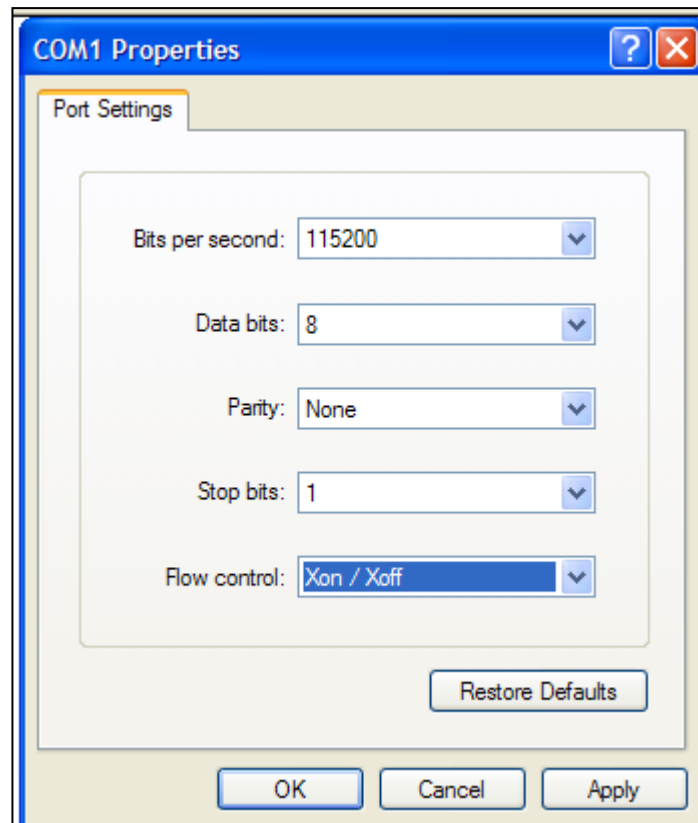 COM1 Properties
Port Settings
Bits per second: 115200
Data bits: 8
Parity: None
Stop bits: 1
Flow control: Xon / Xoff
Restore Defaults
OK Cancel Apply